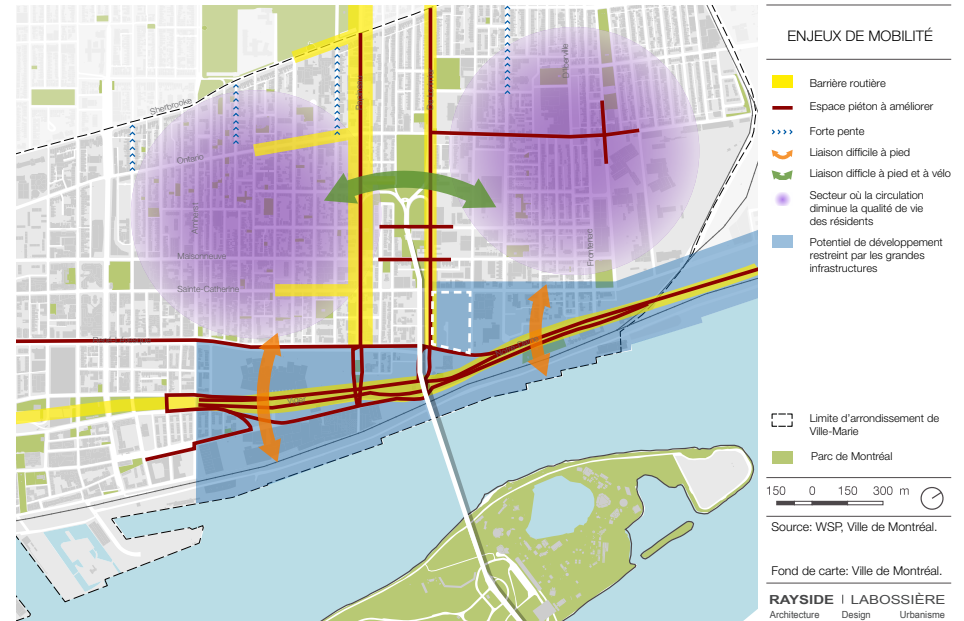 ENJEUX DE MOBILITÉ
Barrière routière
Espace piéton à améliorer
Forte pente
Liaison difficile à pied
Liaison difficile à pied et à vélo
Secteur où la circulation
diminue la qualité de vie
des résidents
Potentiel de développement
restreint par les grandes
infrastructures
Limite d'arrondissement de
Ville-Marie
Parc de Montréal
150 0 150 300 m
Source: WSP, Ville de Montréal.
Fond de carte: Ville de Montréal.
RAYSIDE | LABOSSIÈRE
Architecture Design Urbanisme
Sherbrooke
Ontario
Amherst
Maisonneuve
Sainte-Catherine
D'Iberville
Frontenac